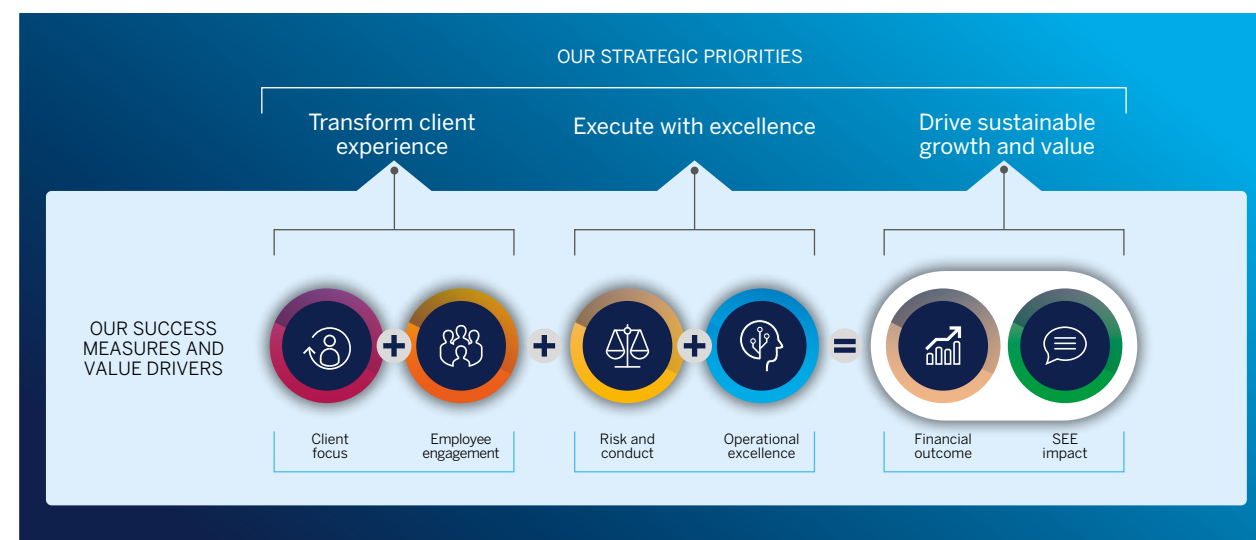 OUR STRATEGIC PRIORITIES
Transform client
experience
Execute with excellence
Drive sustainable
growth and value
OUR SUCCESS
MEASURES AND
VALUE DRIVERS
+
+
+
=
Client
focus
Employee
engagement
Risk and
conduct
Operational
excellence
Financial
outcome
SEE
impact